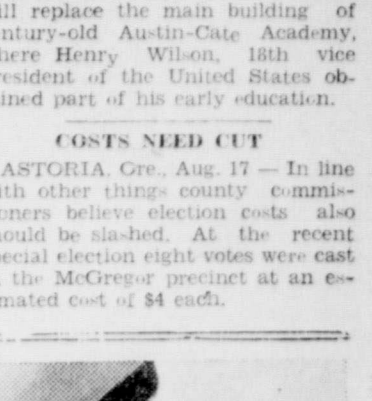 ill replace the main building of
ntury-old Austin-Cate Academy,
here Henry Wilson, 18th vice
resident of the United States ob-
ined part of his early education.
COSTS NEED CUT
ASTORIA, Ore., Aug. 17 — In line
ith other things county commis-
oners believe election costs also
hould be slashed. At the recent
pecial election eight votes were cast
the McGregor precinct at an es-
mated cost of $4 each.